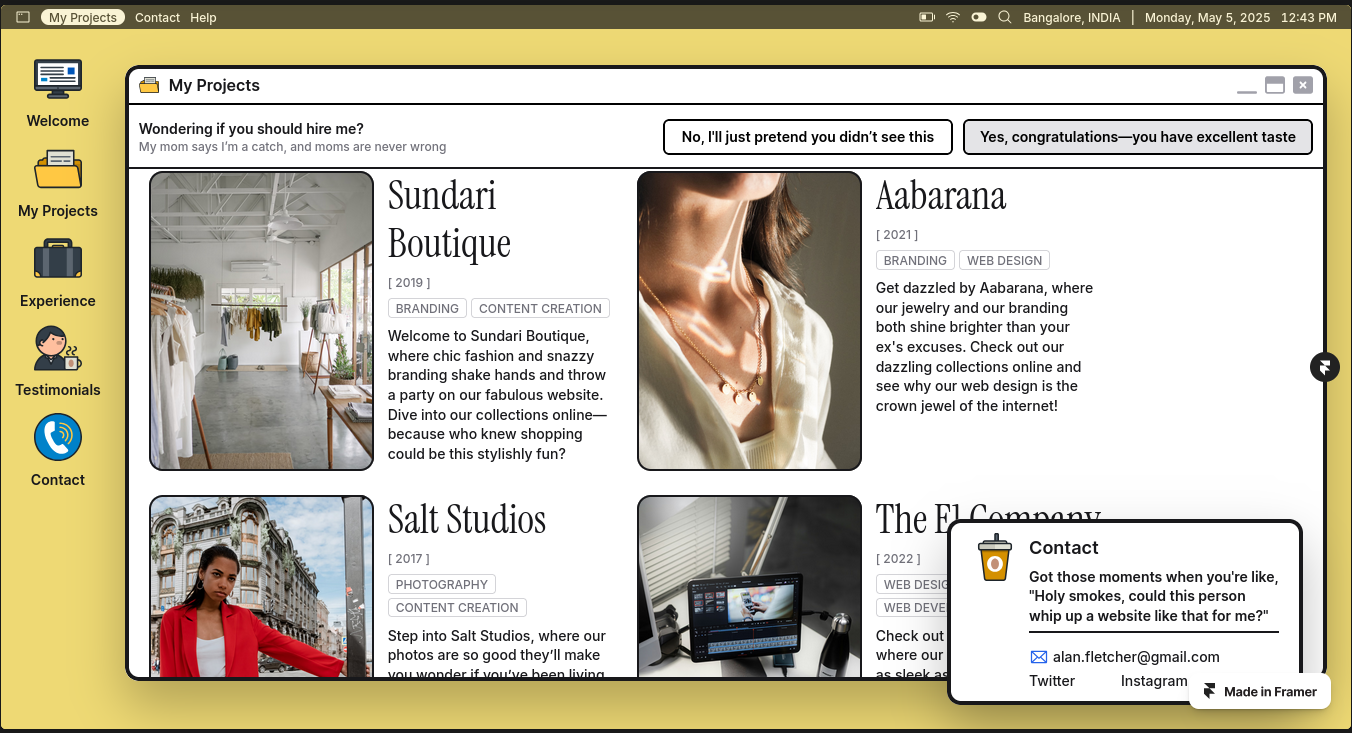 My Projects Contact Help
Bangalore, INDIA | Monday, May 5, 2025 12:43 PM
Welcome
My Projects
Experience
Testimonials
Contact
My Projects
Wondering if you should hire me?
My mom says I’m a catch, and moms are never wrong
No, I'll just pretend you didn’t see this
Yes, congratulations—you have excellent taste
Sundari
Boutique
[ 2019 ]
BRANDING CONTENT CREATION
Welcome to Sundari Boutique,
where chic fashion and snazzy
branding shake hands and throw
a party on our fabulous website.
Dive into our collections online—
because who knew shopping
could be this stylishly fun?
Aabarana
[ 2021 ]
BRANDING WEB DESIGN
Get dazzled by Aabarana, where
our jewelry and our branding
both shine brighter than your
ex's excuses. Check out our
dazzling collections online and
see why our web design is the
crown jewel of the internet!
Salt Studios
[ 2017 ]
PHOTOGRAPHY
CONTENT CREATION
Step into Salt Studios, where our
photos are so good they’ll make
you wonder if you’ve been living
The El Company
[ 2022 ]
WEB DESIG
WEB DEVE
Check out
where our
as sleek as
Contact
Got those moments when you're like,
"Holy smokes, could this person
whip up a website like that for me?"
alan.fletcher@gmail.com
Twitter Instagram
Made in Framer